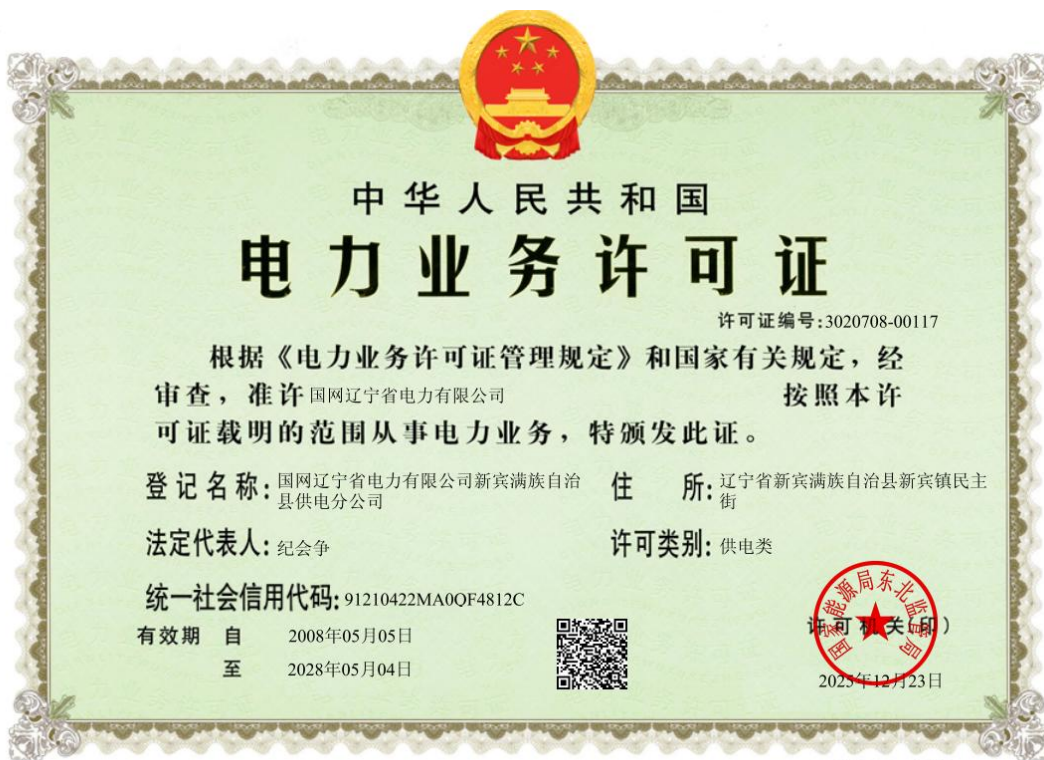 中华人民共和国
电力业务许可证
许可证编号:3020708-00117
根据《电力业务许可证管理规定》和国家有关规定，经
审查，准许国网辽宁省电力有限公司 按照本许
可证载明的范围从事电力业务，特颁发此证。
登记名称: 国网辽宁省电力有限公司新宾满族自治
县供电分公司
住 所: 辽宁省新宾满族自治县新宾镇民主
街
法定代表人: 纪会争
许可类别: 供电类
统一社会信用代码: 91210422MA0QF4812C
有效期 自 2008年05月05日
至 2028年05月04日
许可机关(印)
国家能源局东北监管局
2025年12月23日